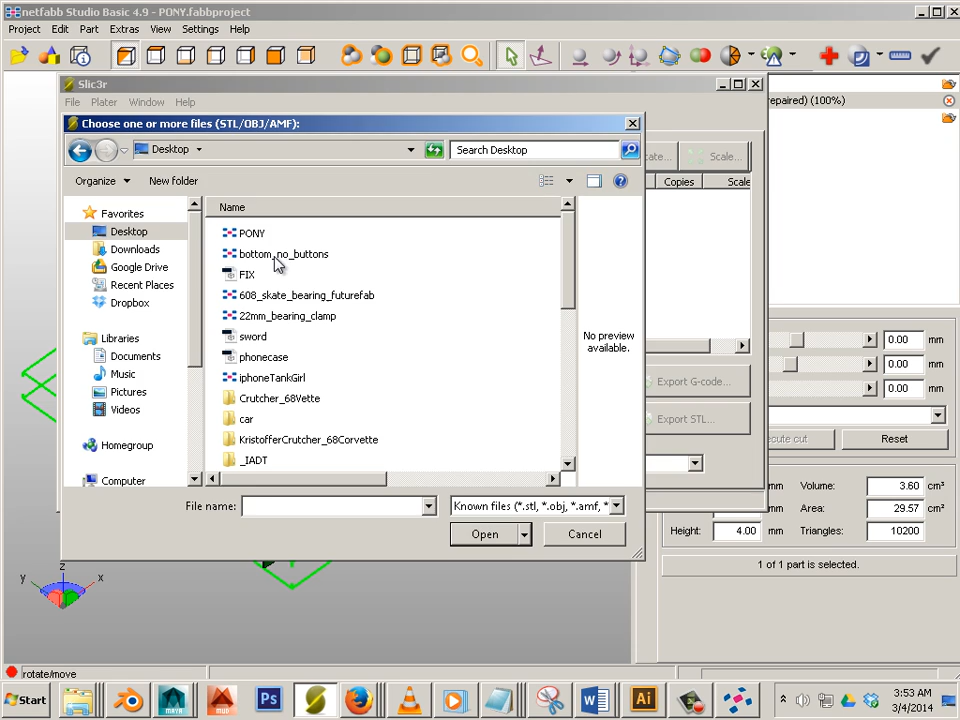 netfabb Studio Basic 4.9 - PONY.fabbproject
Project Edit Part Extras View Settings Help
Slic3r
File Plater Window Help
repaired) (100%)
Choose one or more files (STL/OBJ/AMF):
Desktop
Search Desktop
Scale...
Organize
New folder
Copies
Scale
Name
Favorites
Desktop
Downloads
Google Drive
Recent Places
Dropbox
Libraries
Documents
Music
Pictures
Videos
Homegroup
Computer
PONY
bottom_no_buttons
FIX
608_skate_bearing_futurefab
22mm_bearing_clamp
sword
phonecase
iphoneTankGirl
Crutcher_68Vette
car
KristofferCrutcher_68Corvette
_IADT
No preview
available.
0.00 mm
0.00 mm
0.00 mm
Export G-code...
Export STL...
Reset
File name:
Known files (*.stl, *.obj, *.amf, *
Open
Cancel
mm Volume: 3.60 cm³
mm Area: 29.57 cm²
Height: 4.00 mm Triangles: 10200
1 of 1 part is selected.
z
y
x
rotate/move
Start
Ps
W
Ai
MAYA
MUD
3:53 AM
3/4/2014